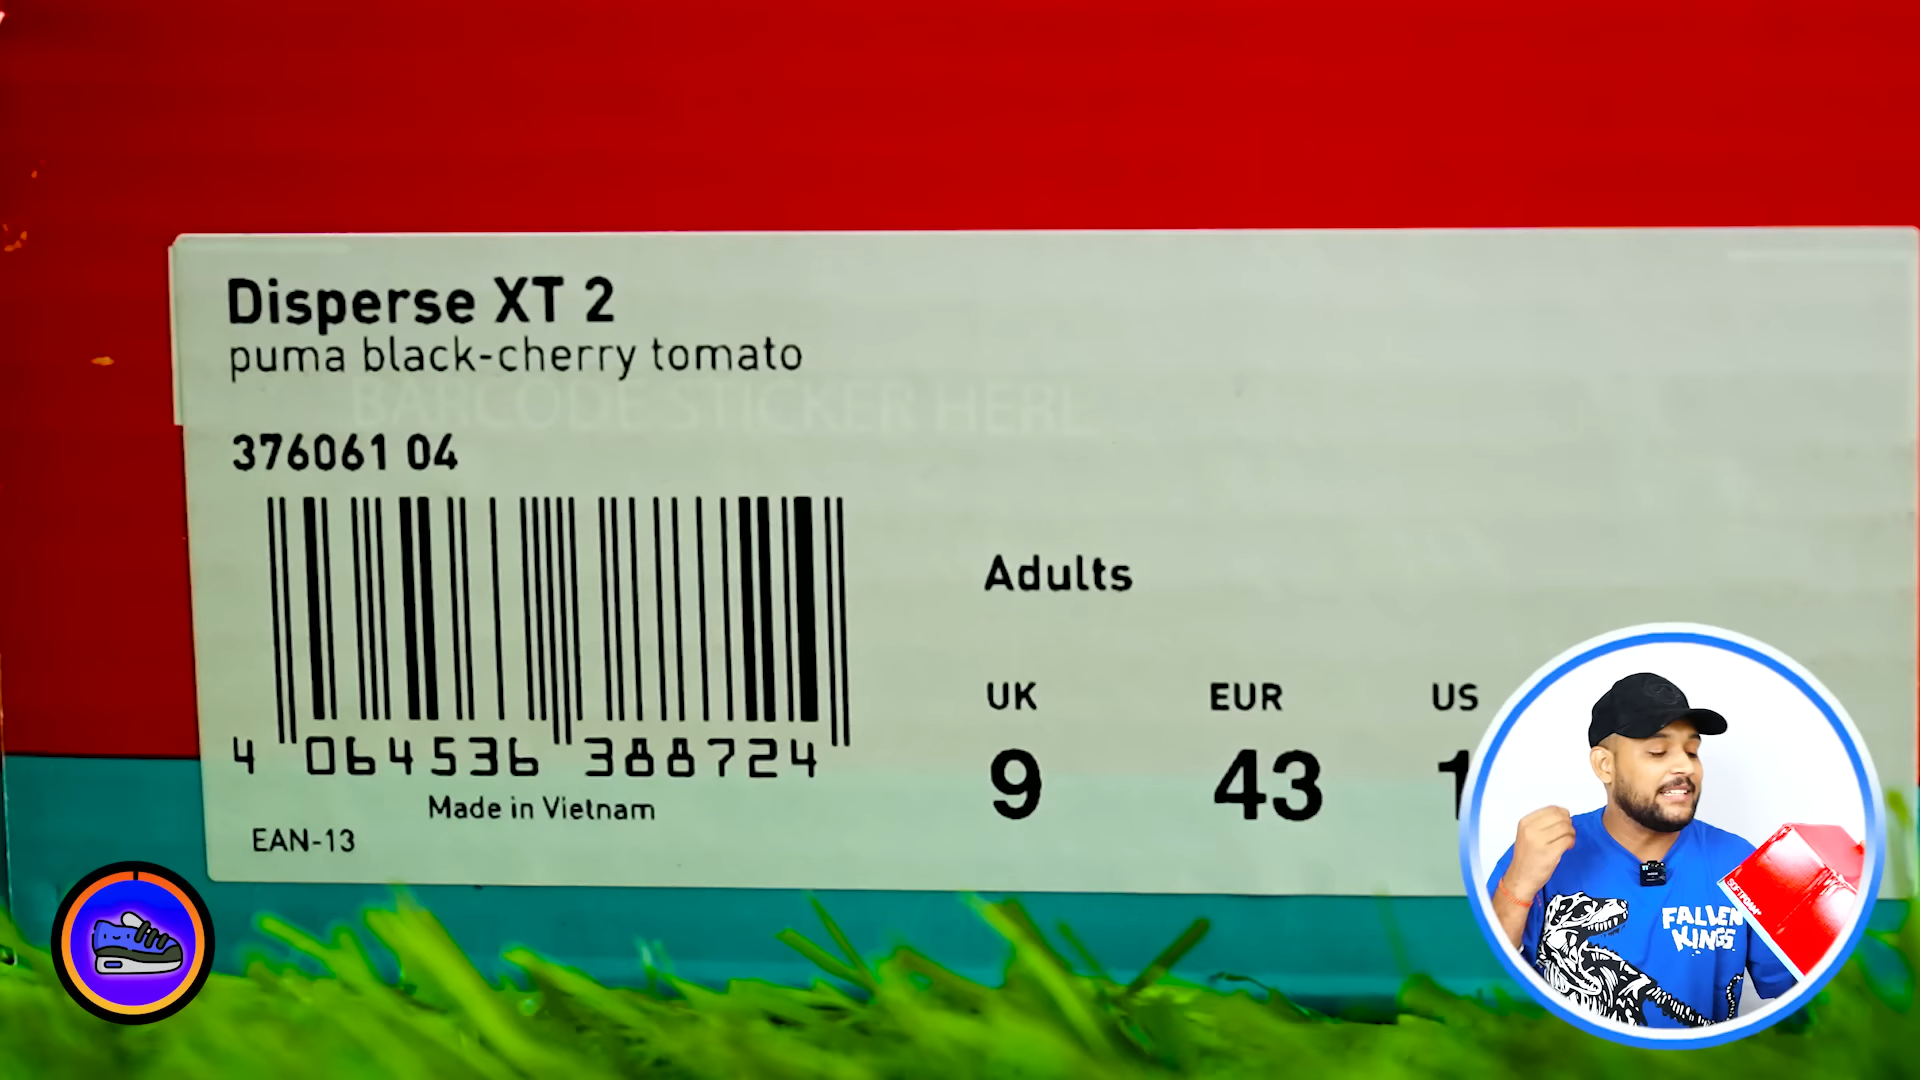 Disperse XT 2
puma black-cherry tomato
BARCODE STICKER HERE
376061 04
4 064536 388724
Made in Vietnam
EAN-13
Adults
UK EUR US
9 43
FALLEN
KINGS